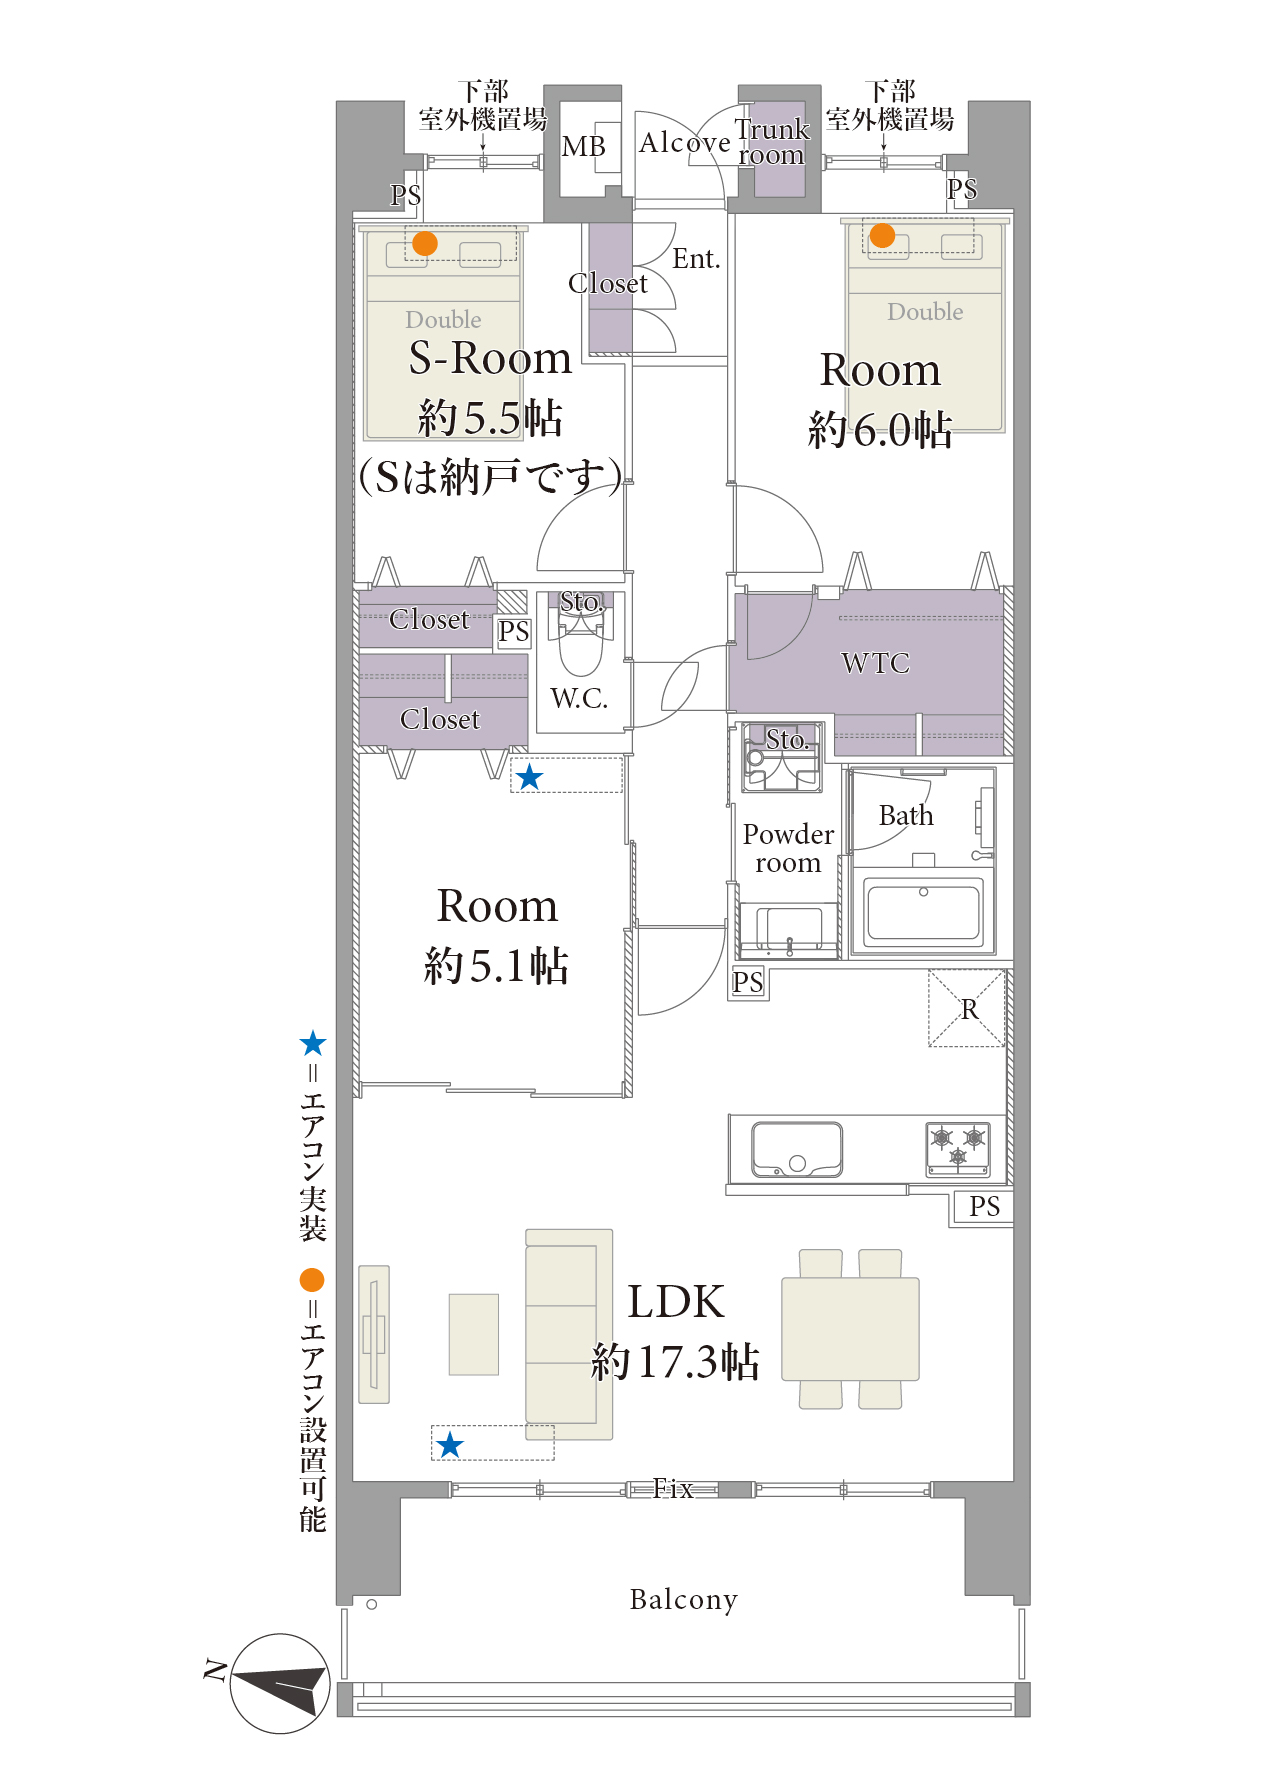 下部
室外機置場
下部
室外機置場
MB
Alcove
Trunk
room
PS
PS
Ent.
Closet
Double
S-Room
約5.5帖
（Sは納戸です）
Double
Room
約6.0帖
Closet
PS
Sto.
W.C.
Closet
WTC
Sto.
Powder
room
Bath
Room
約5.1帖
PS
R
PS
LDK
約17.3帖
Fix
Balcony
★＝エアコン実装 ●＝エアコン設置可能
N